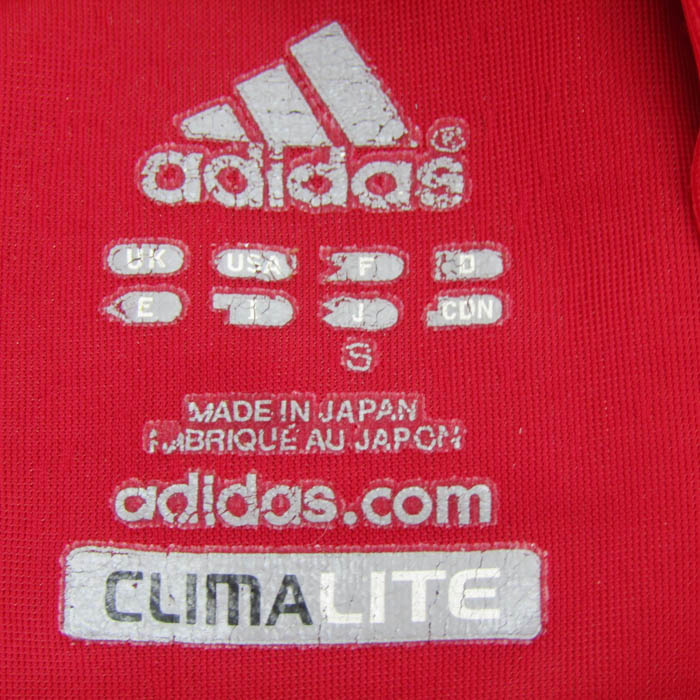 adidas®
UK USA F D
E I J CDN
S
MADE IN JAPAN
FABRIQUÉ AU JAPON
adidas.com
CLIMALITE